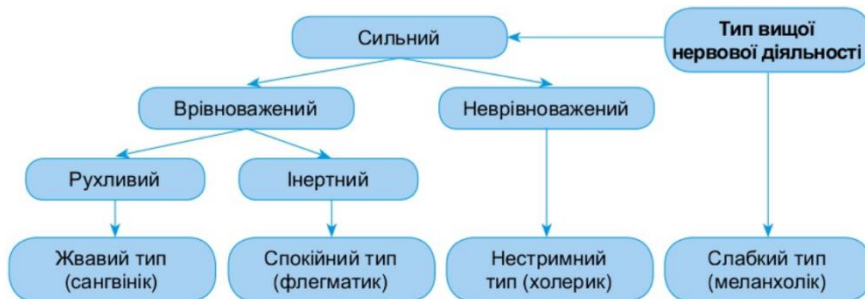 Тип вищої
нервової діяльності
Сильний
Врівноважений
Неврівноважений
Рухливий
Інертний
Жвавий тип
(сангвінік)
Спокійний тип
(флегматик)
Нестримний
тип (холерик)
Слабкий тип
(меланхолік)